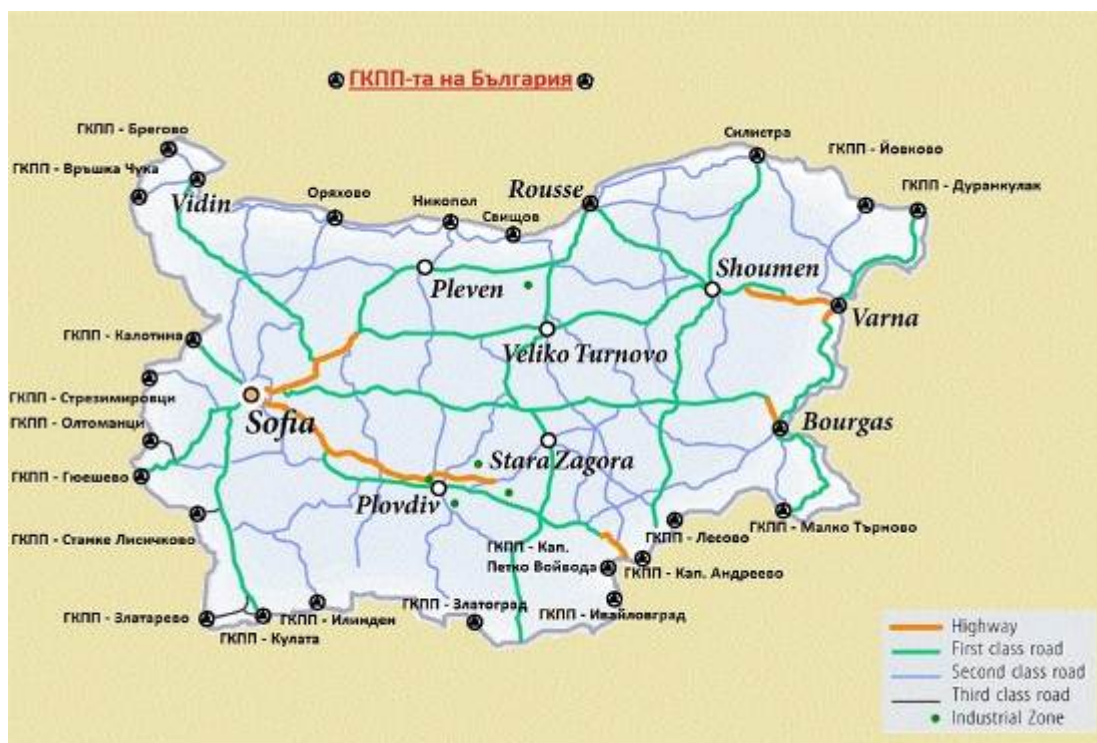 ГКПП-та на България
ГКПП - Брегово
Силистра
ГКПП - Йовково
ГКПП - Връшка Чука
Vidin
Оряхово
Никопол
Свищов
Rousse
ГКПП - Дуранкулак
Pleven
Shoumen
Varna
ГКПП - Калотина
Veliko Turnovo
ГКПП - Стрезимировци
Sofia
ГКПП - Олтоманци
Bourgas
ГКПП - Гюешево
Stara Zagora
Plovdiv
ГКПП - Стамке Лисичково
ГКПП - Кап.
Петко Войвода
ГКПП - Лесово
ГКПП - Малко Търново
ГКПП - Кап. Андреево
ГКПП - Златарево
ГКПП - Кулата
ГКПП - Илинден
ГКПП - Златоград
ГКПП - Ивайловград
Highway
First class road
Second class road
Third class road
Industrial Zone